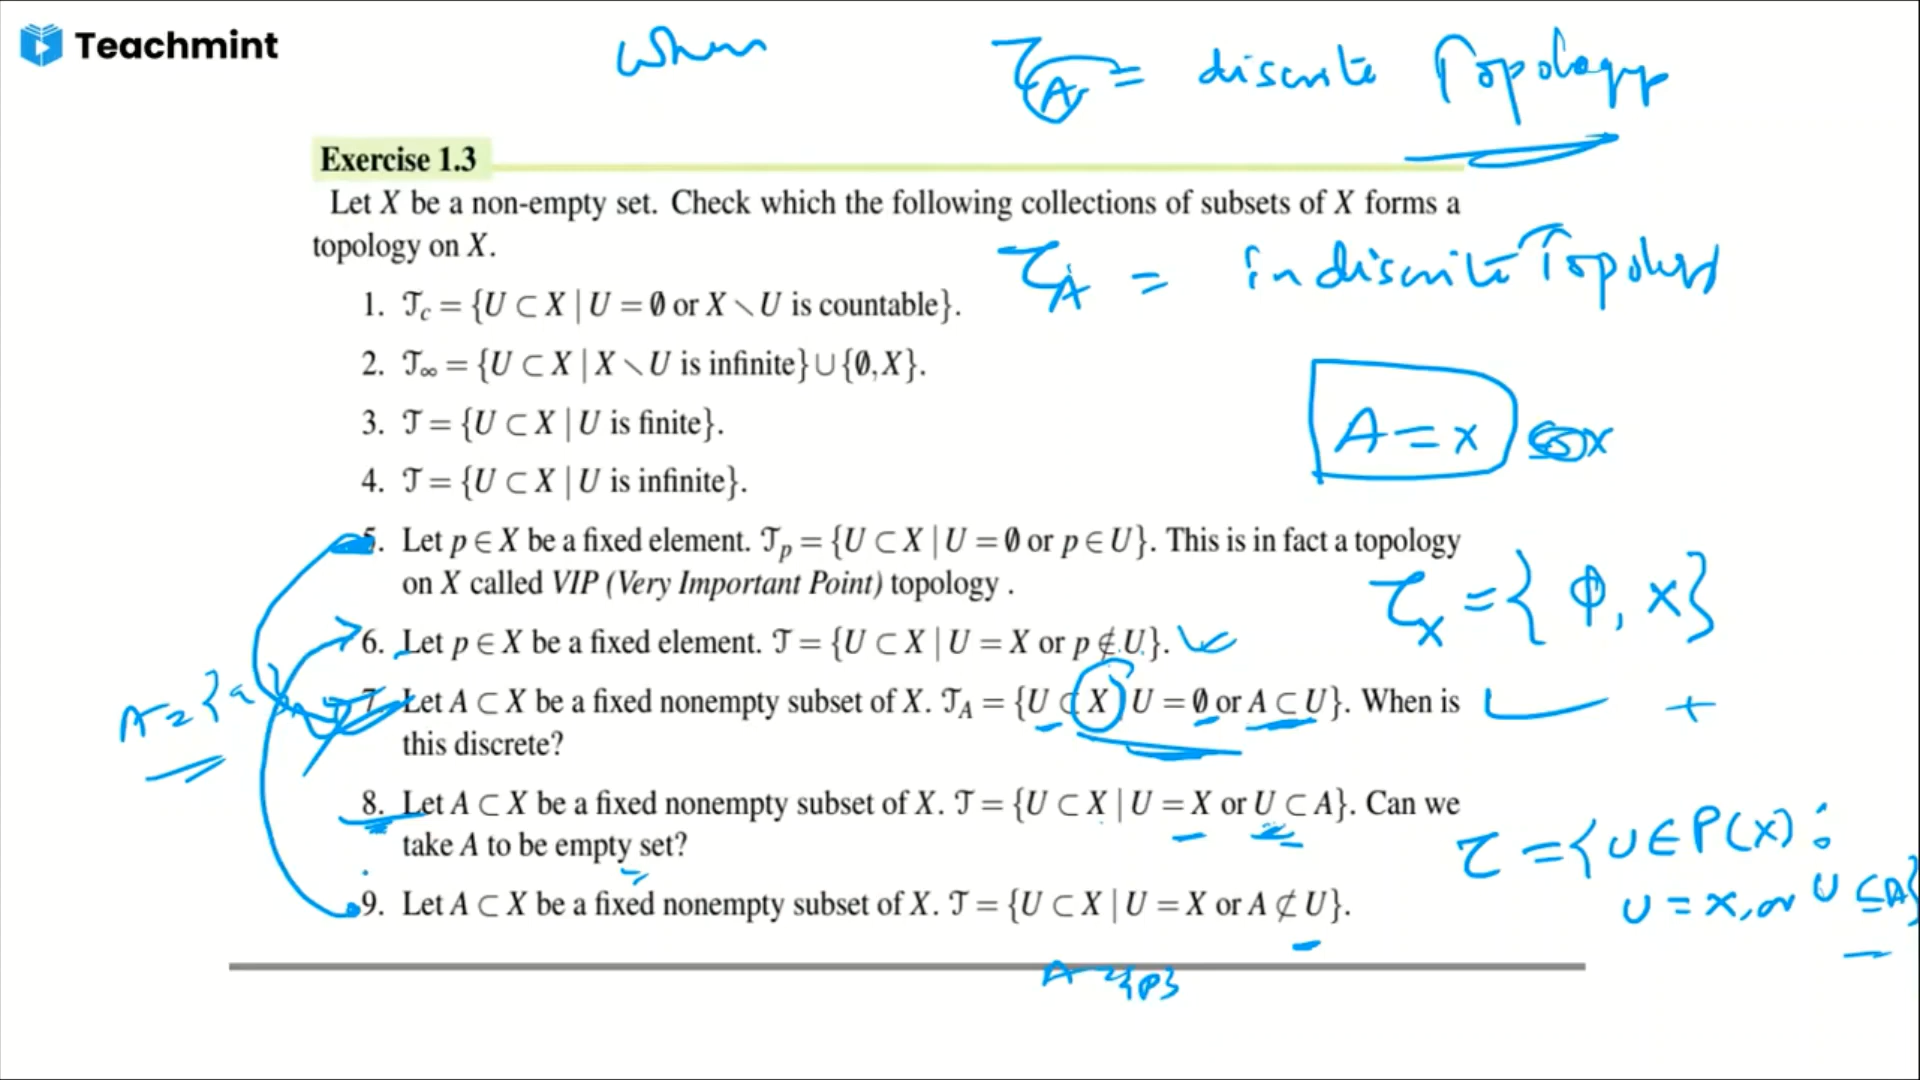 Teachmint
when
τ_A = discrite Topology
Exercise 1.3
Let X be a non-empty set. Check which the following collections of subsets of X forms a
topology on X.
τ_A = indiscrite Topology
1. 𝒯_c = {U ⊂ X | U = ∅ or X ∖ U is countable}.
2. 𝒯_∞ = {U ⊂ X | X ∖ U is infinite} ∪ {∅, X}.
3. 𝒯 = {U ⊂ X | U is finite}.
A = X
4. 𝒯 = {U ⊂ X | U is infinite}.
5. Let p ∈ X be a fixed element. 𝒯_p = {U ⊂ X | U = ∅ or p ∈ U}. This is in fact a topology
on X called VIP (Very Important Point) topology .
τ_X = { ϕ, X}
6. Let p ∈ X be a fixed element. 𝒯 = {U ⊂ X | U = X or p ∉ U}.
7. Let A ⊂ X be a fixed nonempty subset of X. 𝒯_A = {U ⊂ X | U = ∅ or A ⊂ U}. When is
this discrete?
8. Let A ⊂ X be a fixed nonempty subset of X. 𝒯 = {U ⊂ X | U = X or U ⊂ A}. Can we
take A to be empty set?
τ = { U ∈ P(X) :
U = X, or U ⊆ A}
9. Let A ⊂ X be a fixed nonempty subset of X. 𝒯 = {U ⊂ X | U = X or A ⊄ U}.
A = {p}